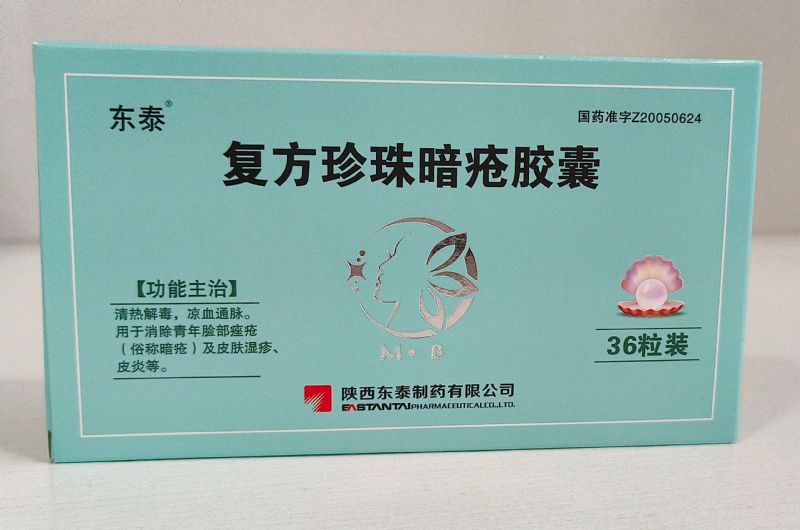 东泰®
国药准字Z20050624
复方珍珠暗疮胶囊
【功能主治】
清热解毒，凉血通脉。
用于消除青年脸部痤疮
（俗称暗疮）及皮肤湿疹、
皮炎等。
M·B
36粒装
陕西东泰制药有限公司
EASTANTAI PHARMACEUTICAL CO.,LTD.